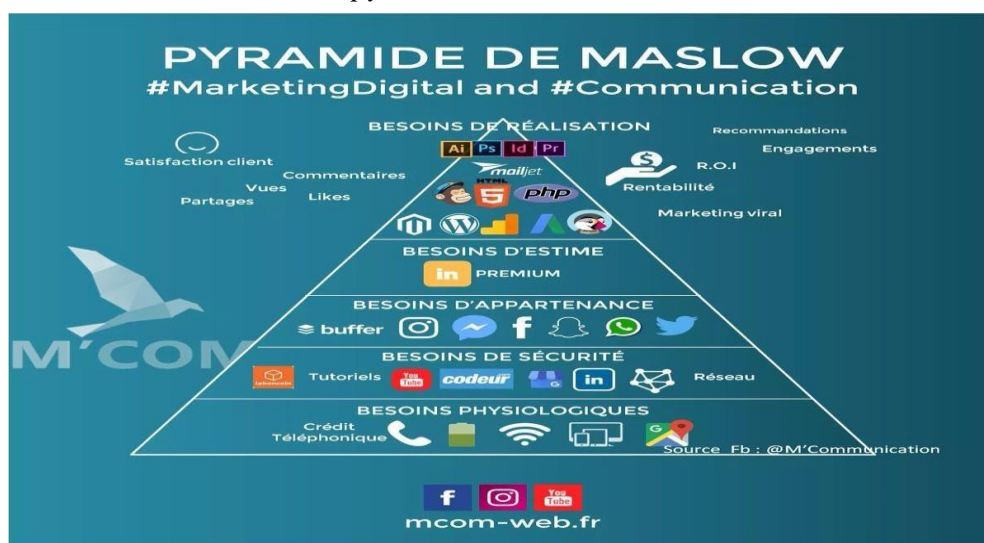 PYRAMIDE DE MASLOW
#MarketingDigital and #Communication
BESOINS DE RÉALISATION
Satisfaction client
Commentaires
Vues
Likes
Partages
Recommandations
Engagements
R.O.I
Rentabilité
Marketing viral
Ai Ps Id Pr
mailjet
HTML
5
php
BESOINS D'ESTIME
in PREMIUM
BESOINS D'APPARTENANCE
buffer
f
M'COM
BESOINS DE SÉCURITÉ
leboncoin
Tutoriels
You
Tube
codeur
G
in
Réseau
BESOINS PHYSIOLOGIQUES
Crédit
Téléphonique
G
Source Fb : @M'Communication
f
You
Tube
mcom-web.fr